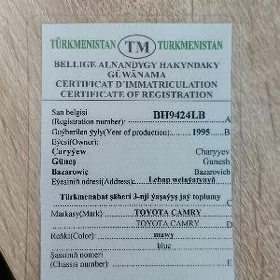 TÜRKMENISTAN TM TURKMENISTAN
BELLIGE ALNANDYGY HAKYNDAKY
GÜWÄNAMA
CERTIFICAT D'IMMATRICULATION
CERTIFICATE OF REGISTRATION
San belgisi
(Registration number) BH9424LB A
Goýberilen ýyly(Year of production) 1995 B
Eýesi(Owner):
Çaryýew Charyyev
Güneş Gunesh
Bazarowiç Bazarovich
Eýesiniň adresi(Address) Lebap welaýatynyň
Türkmenabat şäheri 3-nji ýaşaýyş jaý toplumy C
Markasy(Mark) TOYOTA CAMRY
TOYOTA CAMRY D
Reňki(Color) mawy
blue
Şassiniň nomeri
(Chassis number) E